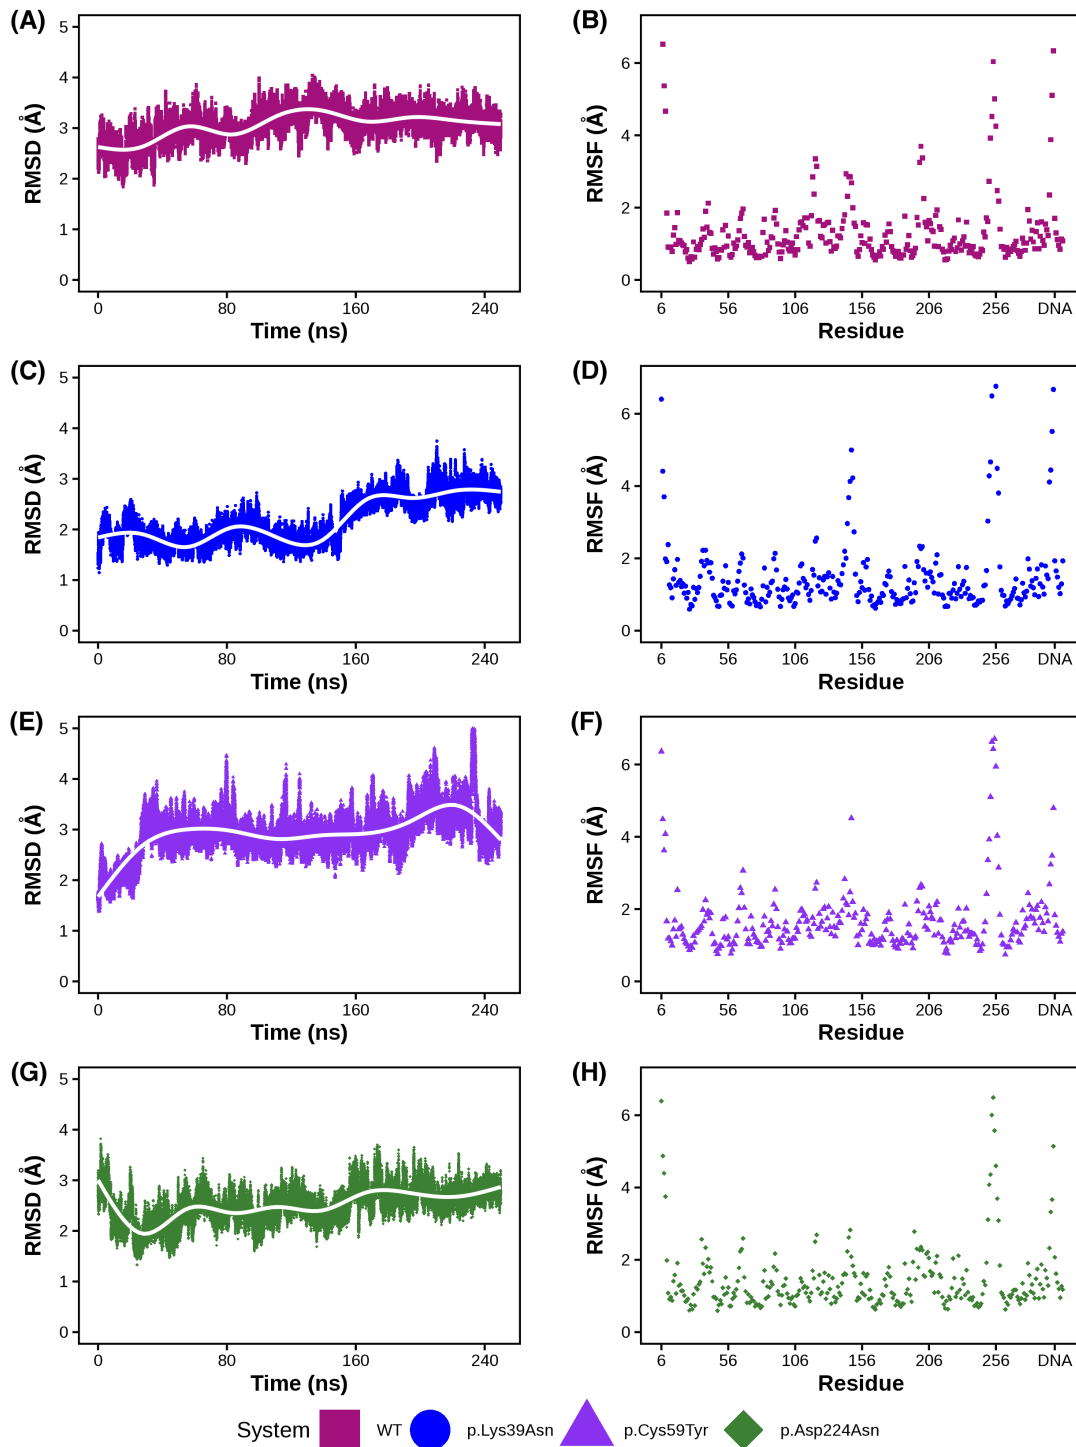 (A)
5
4
3
2
1
0
RMSD (Å)
0 80 160 240
Time (ns)
(B)
6
4
2
0
RMSF (Å)
6 56 106 156 206 256 DNA
Residue
(C)
5
4
3
2
1
0
RMSD (Å)
0 80 160 240
Time (ns)
(D)
6
4
2
0
RMSF (Å)
6 56 106 156 206 256 DNA
Residue
(E)
5
4
3
2
1
0
RMSD (Å)
0 80 160 240
Time (ns)
(F)
6
4
2
0
RMSF (Å)
6 56 106 156 206 256 DNA
Residue
(G)
5
4
3
2
1
0
RMSD (Å)
0 80 160 240
Time (ns)
(H)
6
4
2
0
RMSF (Å)
6 56 106 156 206 256 DNA
Residue
System WT p.Lys39Asn p.Cys59Tyr p.Asp224Asn